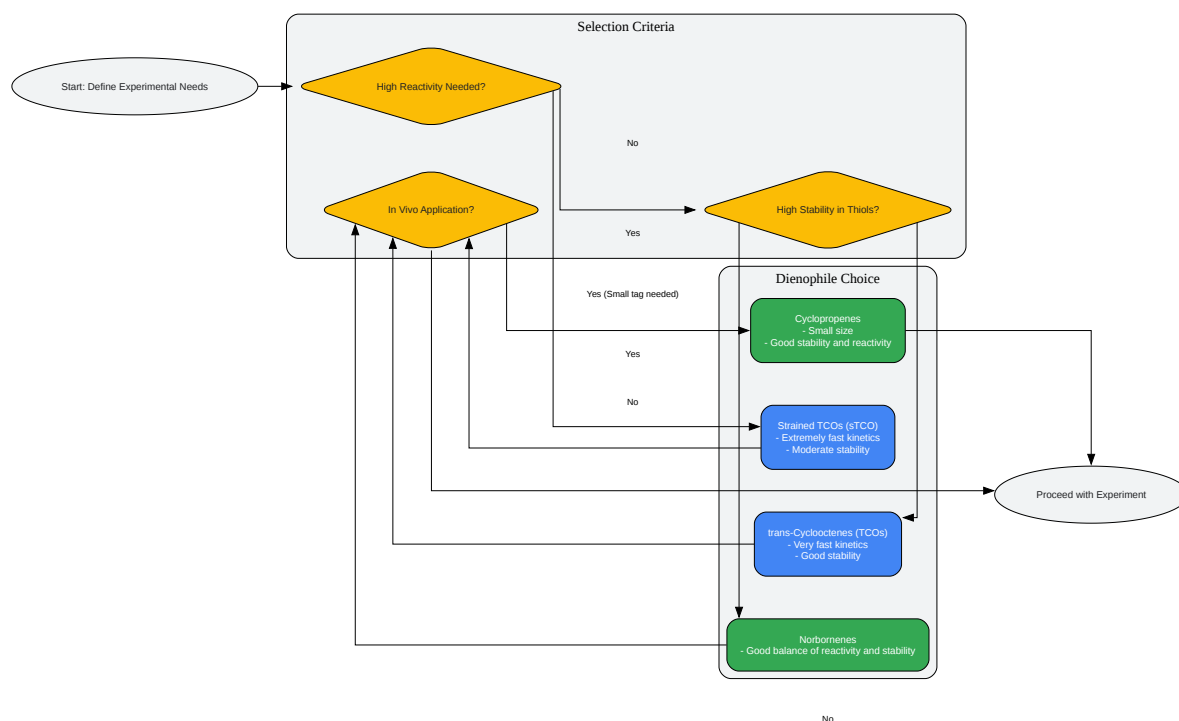 Selection Criteria
Start: Define Experimental Needs
High Reactivity Needed?
No
In Vivo Application?
High Stability in Thiols?
Yes
Dienophile Choice
Yes (Small tag needed)
Cyclopropenes
- Small size
- Good stability and reactivity
Yes
No
Strained TCOs (sTCO)
- Extremely fast kinetics
- Moderate stability
Proceed with Experiment
trans-Cyclooctenes (TCOs)
- Very fast kinetics
- Good stability
Norbornenes
- Good balance of reactivity and stability
No